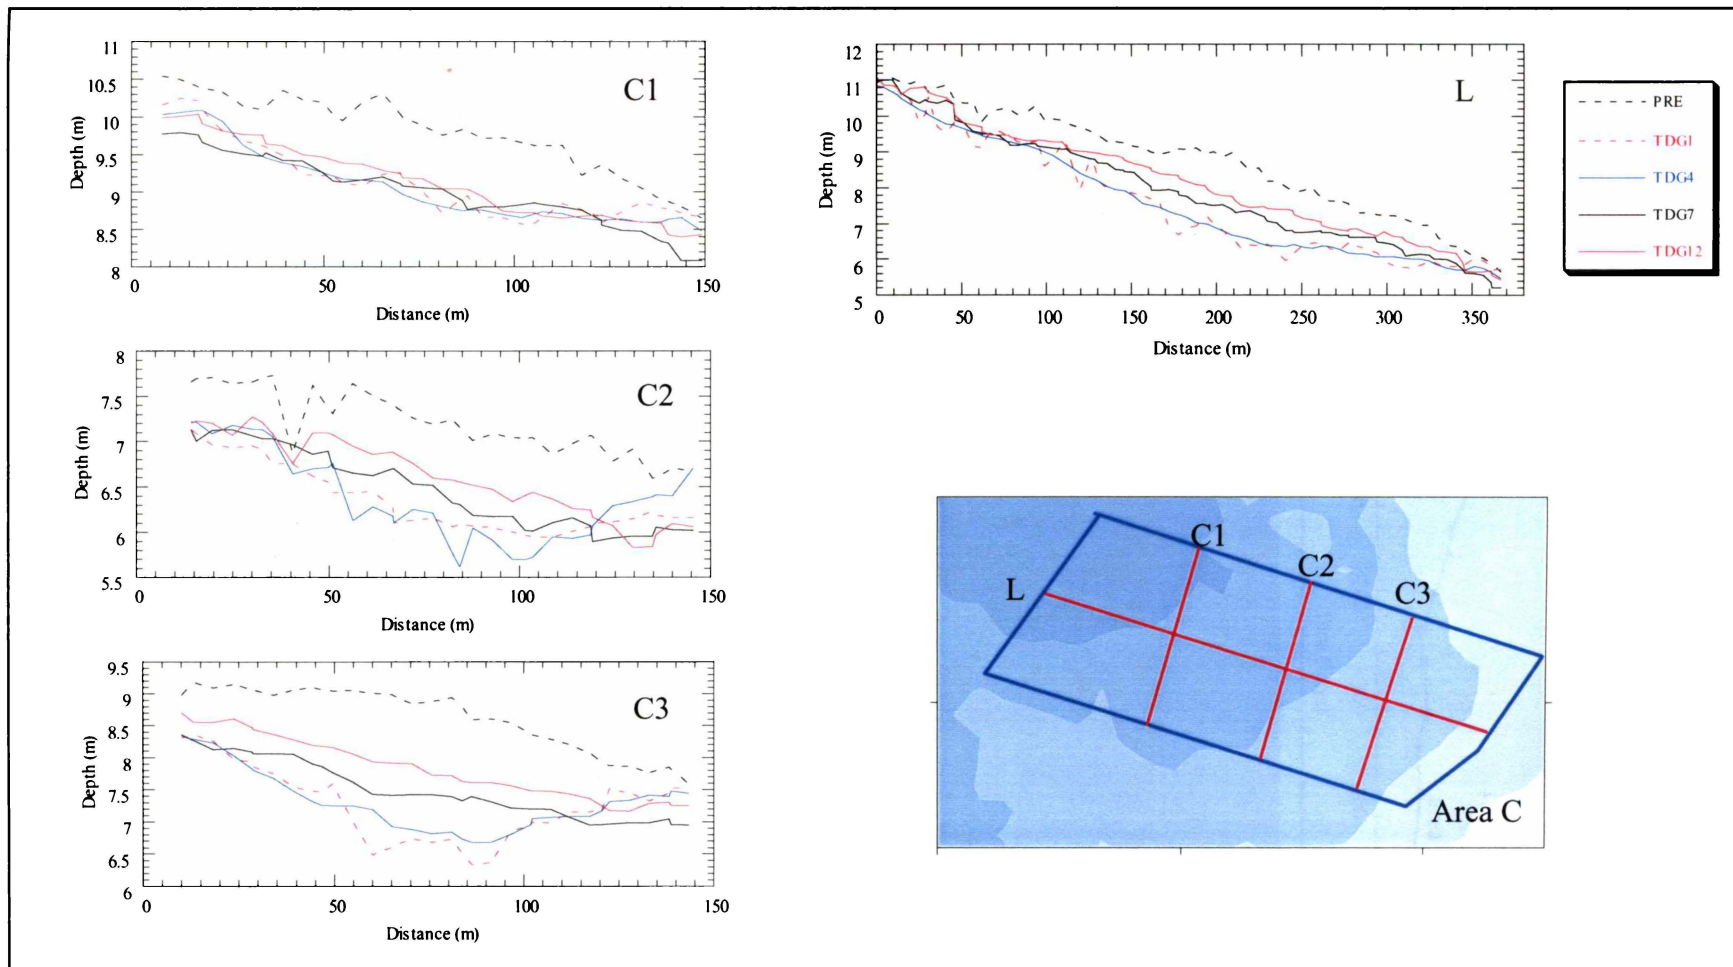 11
10.5
10
9.5
9
8.5
8
Depth (m)
C1
0
50
100
150
Distance (m)
12
11
10
9
8
7
6
5
Depth (m)
L
0
50
100
150
200
250
300
350
Distance (m)
PRE
TDG1
TDG4
TDG7
TDG12
8
7.5
7
6.5
6
5.5
Depth (m)
C2
0
50
100
150
Distance (m)
9.5
9
8.5
8
7.5
7
6.5
6
Depth (m)
C3
0
50
100
150
Distance (m)
C1
C2
C3
L
Area C